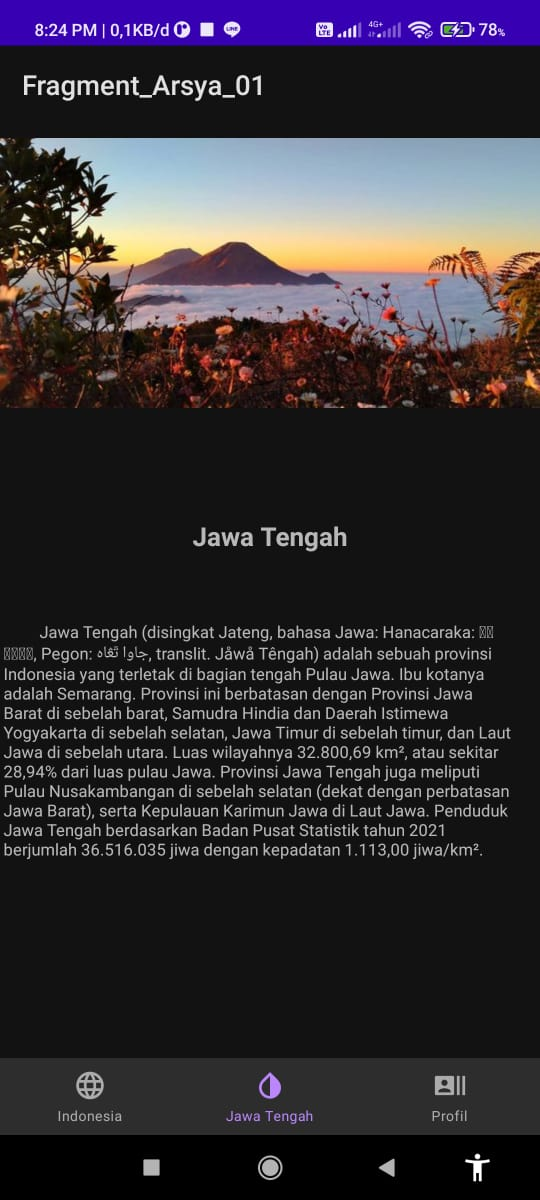 8:24 PM | 0,1KB/d
LINE
Vo LTE
4G+
78%
Fragment_Arsya_01
Jawa Tengah
Jawa Tengah (disingkat Jateng, bahasa Jawa: Hanacaraka:
, Pegon: جاوا تڠاه, translit. Jåwå Têngah) adalah sebuah provinsi
Indonesia yang terletak di bagian tengah Pulau Jawa. Ibu kotanya
adalah Semarang. Provinsi ini berbatasan dengan Provinsi Jawa
Barat di sebelah barat, Samudra Hindia dan Daerah Istimewa
Yogyakarta di sebelah selatan, Jawa Timur di sebelah timur, dan Laut
Jawa di sebelah utara. Luas wilayahnya 32.800,69 km², atau sekitar
28,94% dari luas pulau Jawa. Provinsi Jawa Tengah juga meliputi
Pulau Nusakambangan di sebelah selatan (dekat dengan perbatasan
Jawa Barat), serta Kepulauan Karimun Jawa di Laut Jawa. Penduduk
Jawa Tengah berdasarkan Badan Pusat Statistik tahun 2021
berjumlah 36.516.035 jiwa dengan kepadatan 1.113,00 jiwa/km².
Indonesia
Jawa Tengah
Profil